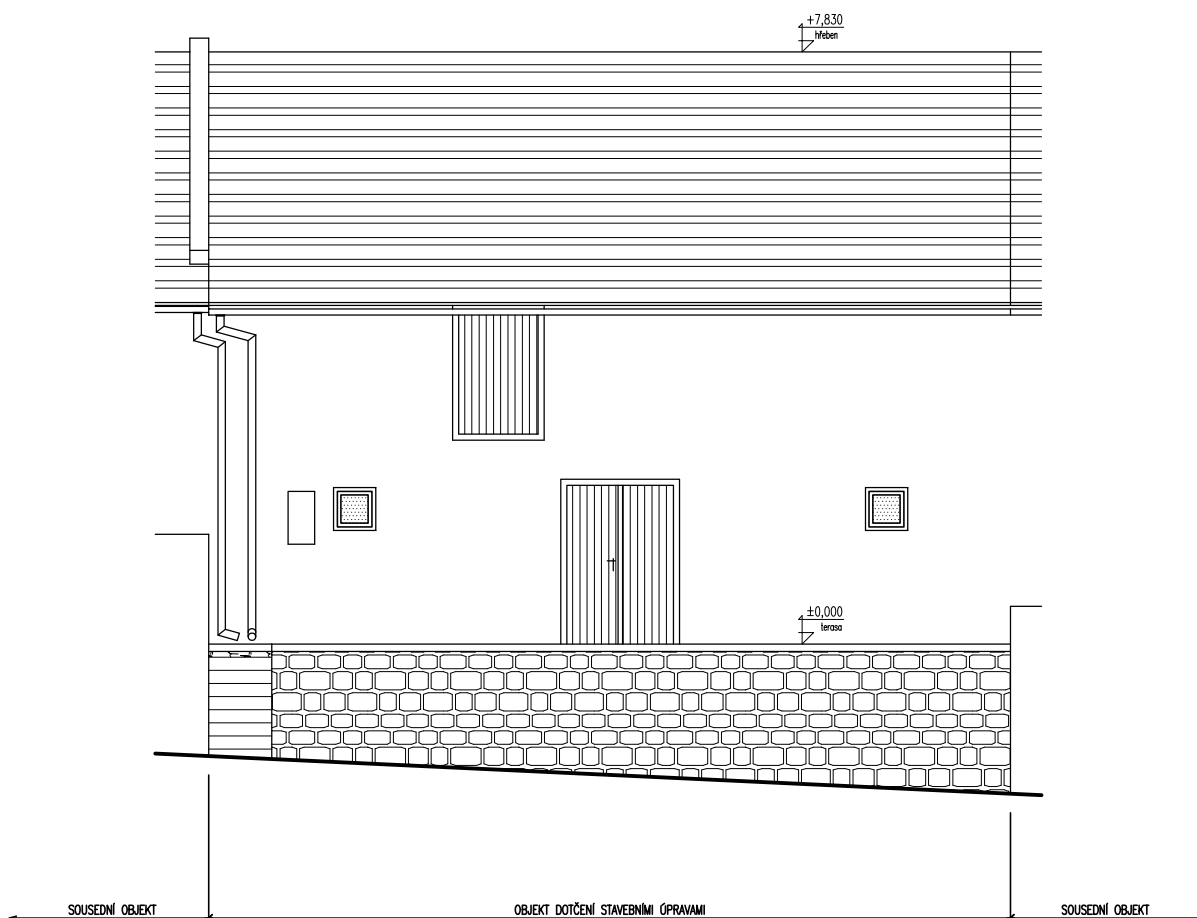 +7,830
hřeben
±0,000
terasa
SOUSEDNÍ OBJEKT
OBJEKT DOTČENÍ STAVEBNÍMI ÚPRAVAMI
SOUSEDNÍ OBJEKT